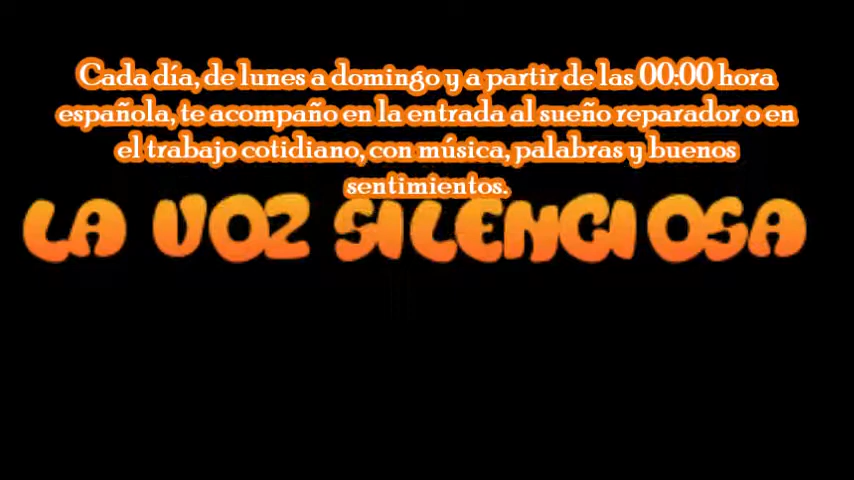 Cada día, de lunes a domingo y a partir de las 00:00 hora
española, te acompaño en la entrada al sueño reparador o en
el trabajo cotidiano, con música, palabras y buenos
sentimientos.
LA VOZ SILENCIOSA